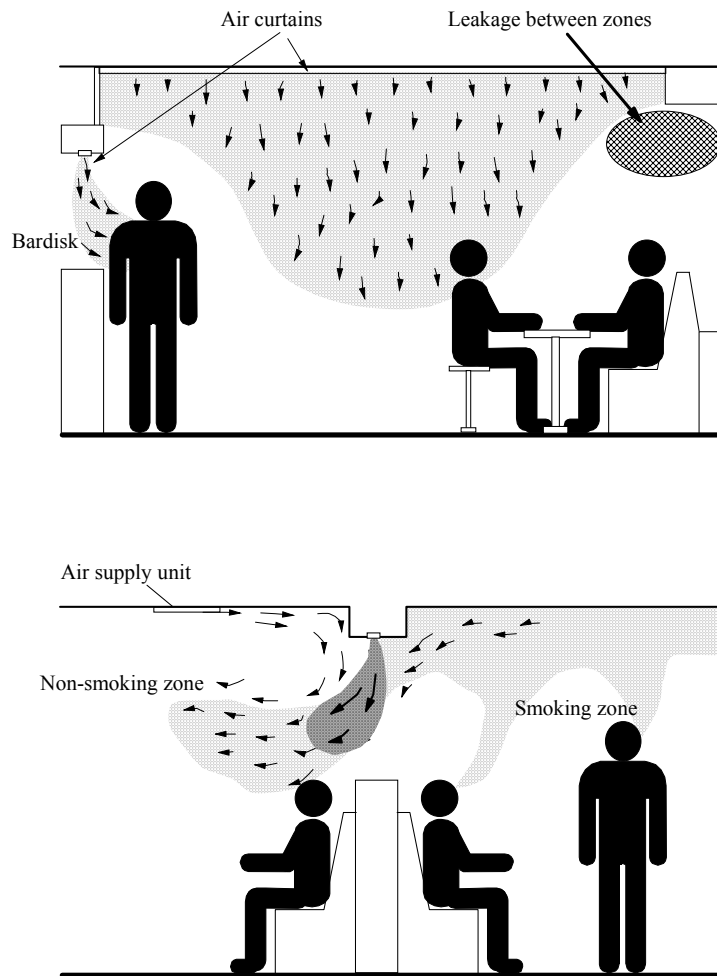 Air curtains
Leakage between zones
Bardisk
Air supply unit
Non-smoking zone
Smoking zone